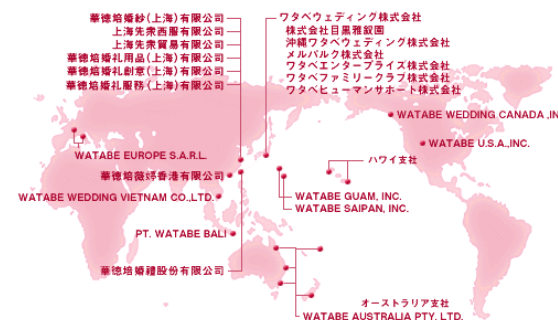 華徳培婚紗(上海)有限公司
上海先衆西服有限公司
上海先衆貿易有限公司
華徳培婚礼用品(上海)有限公司
華徳培婚礼創意(上海)有限公司
華徳培婚礼服務(上海)有限公司
ワタベウェディング株式会社
株式会社目黒雅叙園
沖縄ワタベウェディング株式会社
メルパルク株式会社
ワタベエンタープライズ株式会社
ワタベファミリークラブ株式会社
ワタベヒューマンサポート株式会社
WATABE WEDDING CANADA ,IN
WATABE U.S.A.,INC.
ハワイ支社
WATABE EUROPE S.A.R.L.
華徳培薇婷香港有限公司
WATABE WEDDING VIETNAM CO.,LTD.
WATABE GUAM, INC.
WATABE SAIPAN, INC.
PT. WATABE BALI
華徳培婚禮股份有限公司
オーストラリア支社
WATABE AUSTRALIA PTY. LTD.